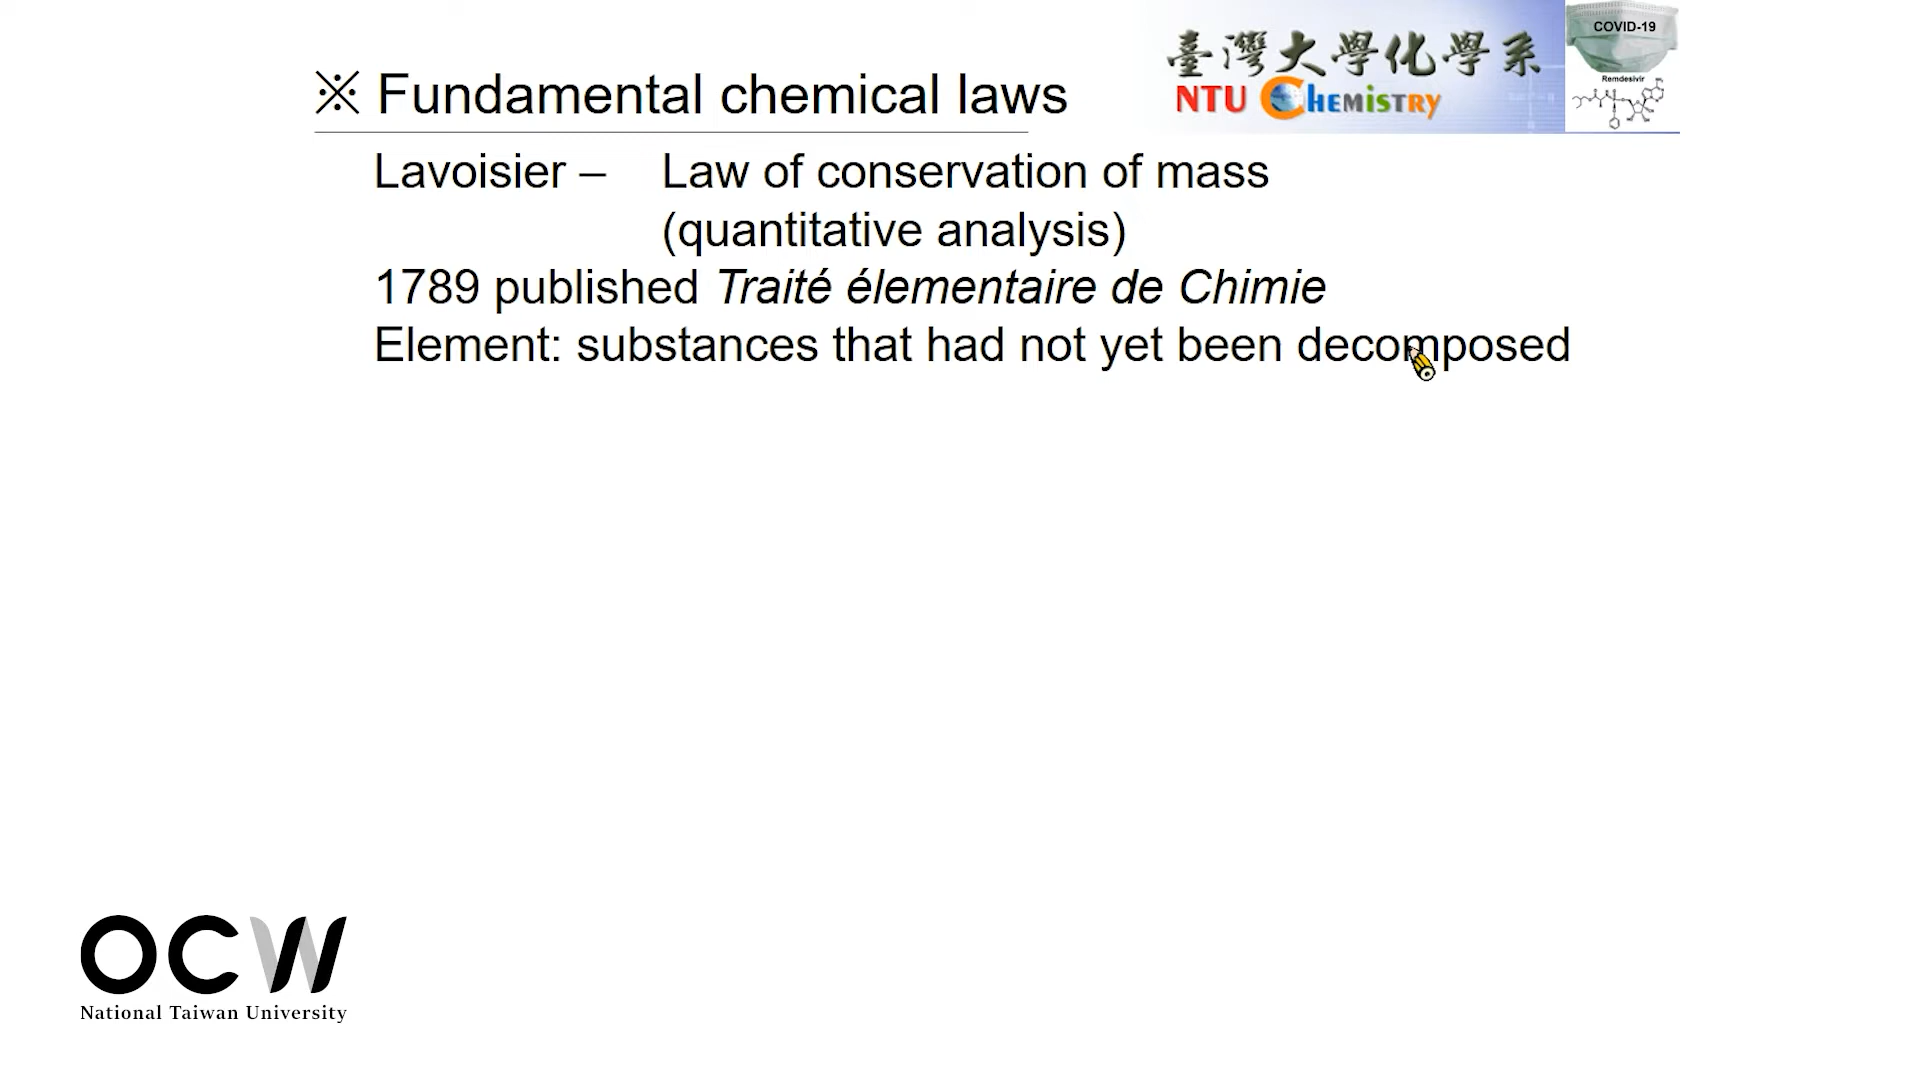 臺灣大學化學系
NTU Chemistry
COVID-19
Remdesivir
※ Fundamental chemical laws
Lavoisier – Law of conservation of mass
(quantitative analysis)
1789 published Traité élementaire de Chimie
Element: substances that had not yet been decomposed
OCW
National Taiwan University